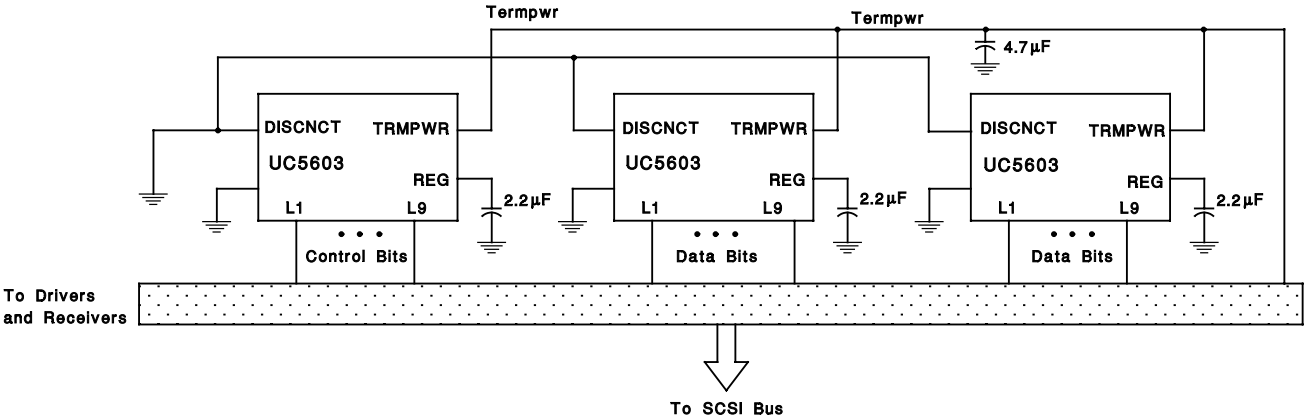 Termpwr
Termpwr
4.7µF
DISCNCT TRMPWR
UC5603
REG
2.2µF
L1 L9
• • •
Control Bits
DISCNCT TRMPWR
UC5603
REG
2.2µF
L1 L9
• • •
Data Bits
DISCNCT TRMPWR
UC5603
REG
2.2µF
L1 L9
• • •
Data Bits
To Drivers
and Receivers
To SCSI Bus